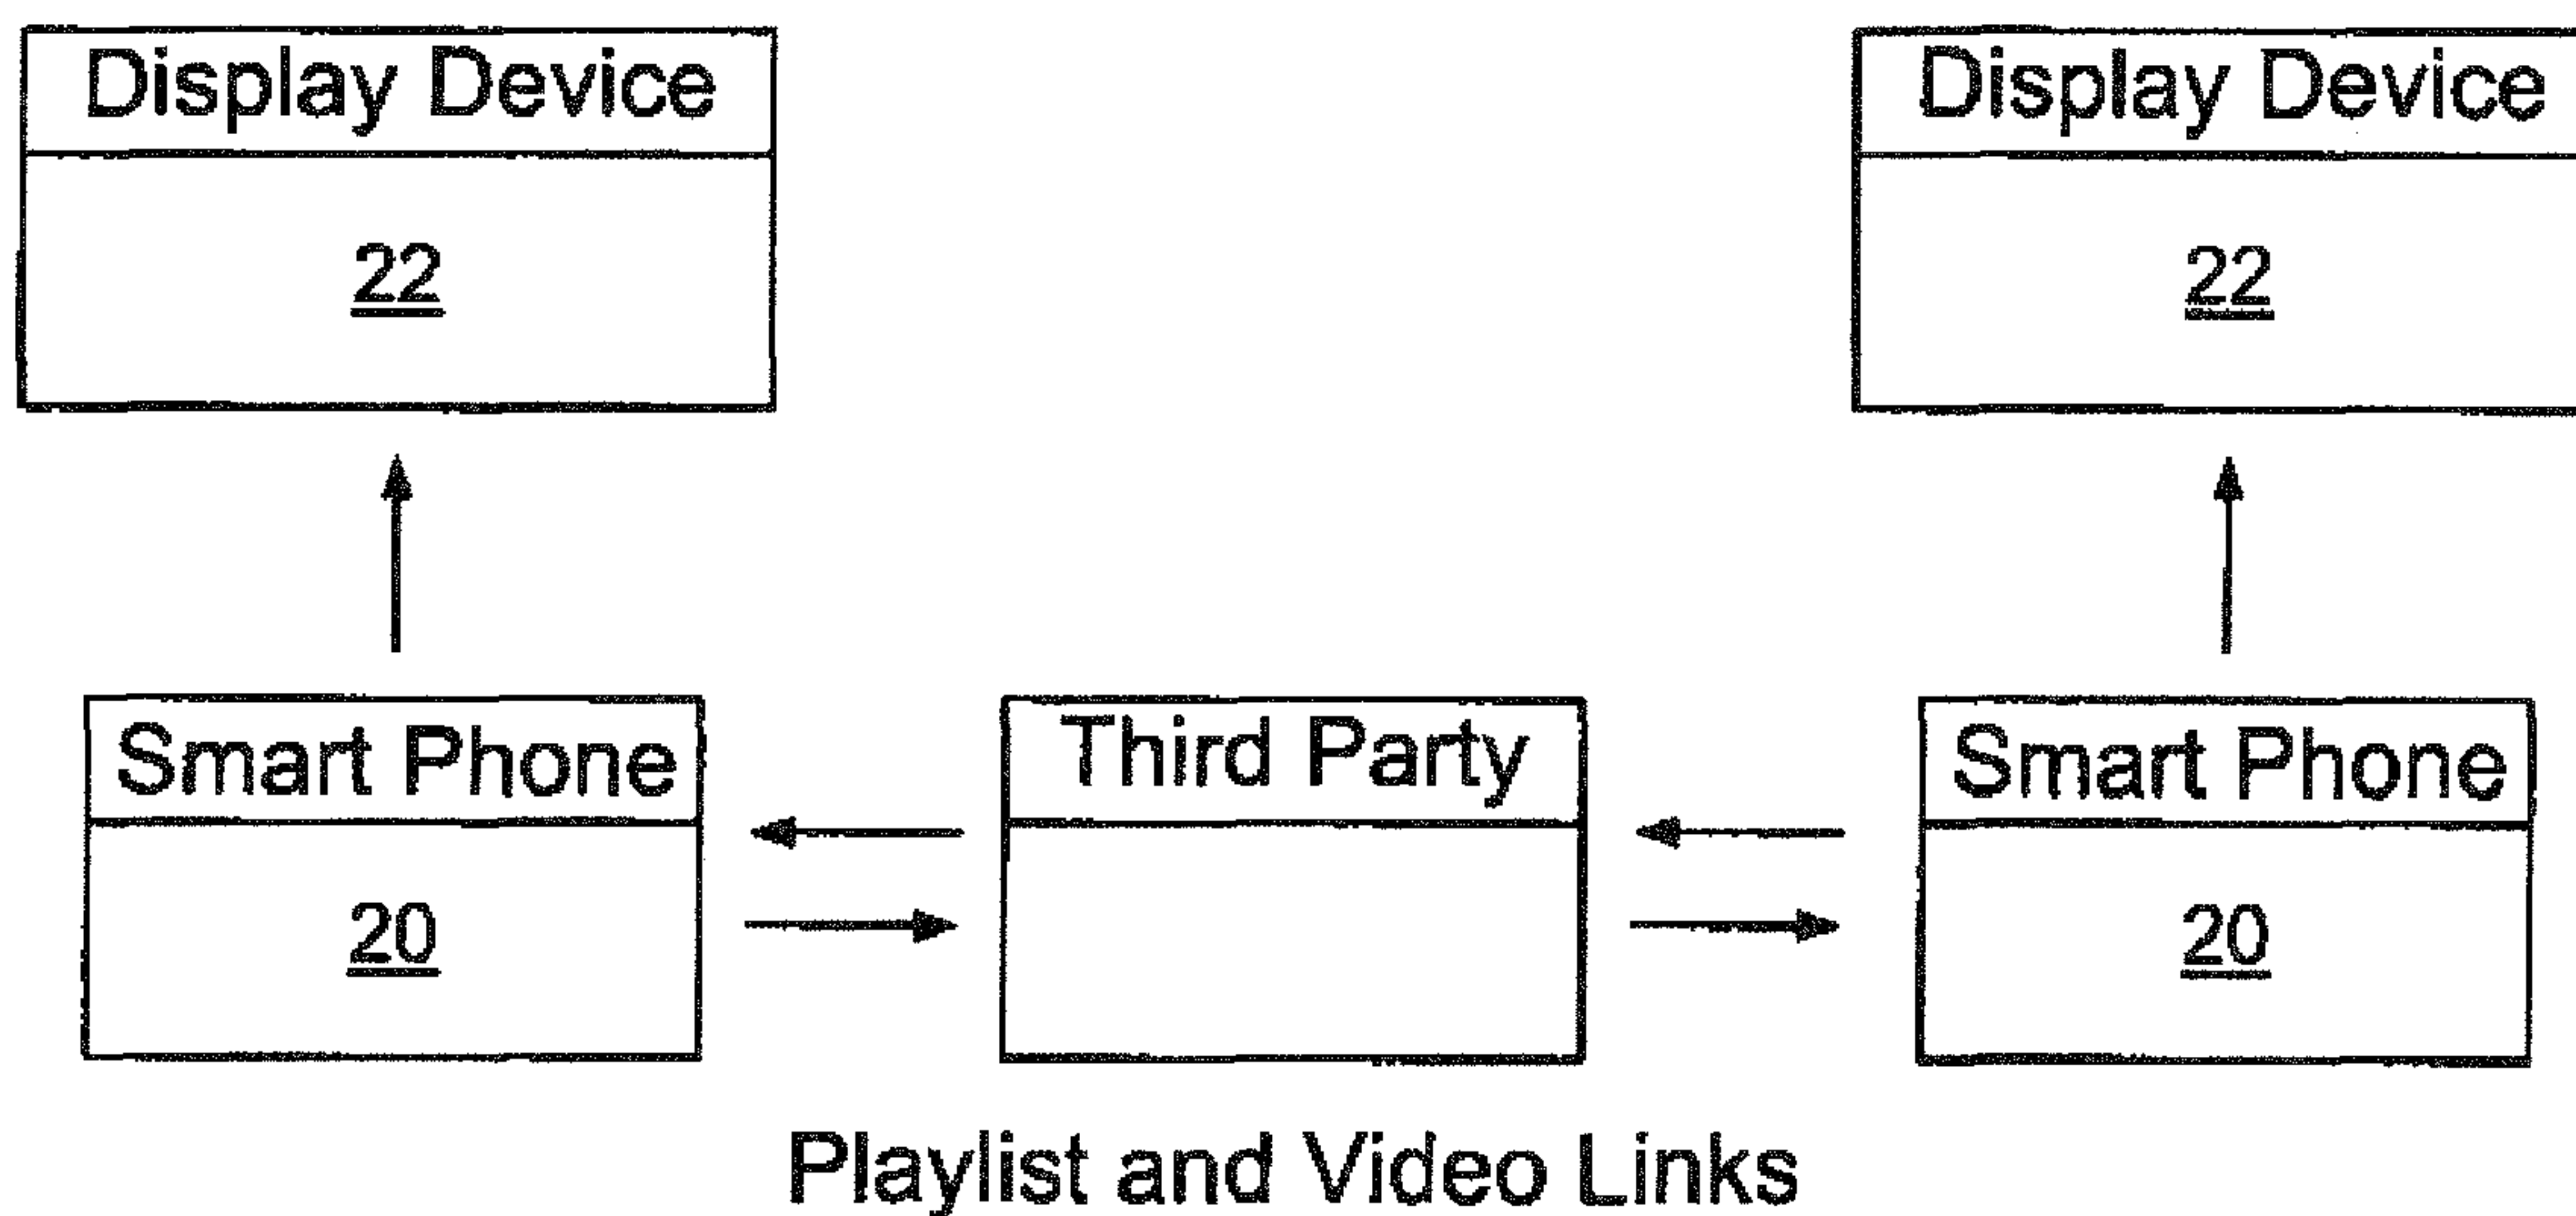 Display Device
Display Device
22
22
Smart Phone
Third Party
Smart Phone
20
20
Playlist and Video Links